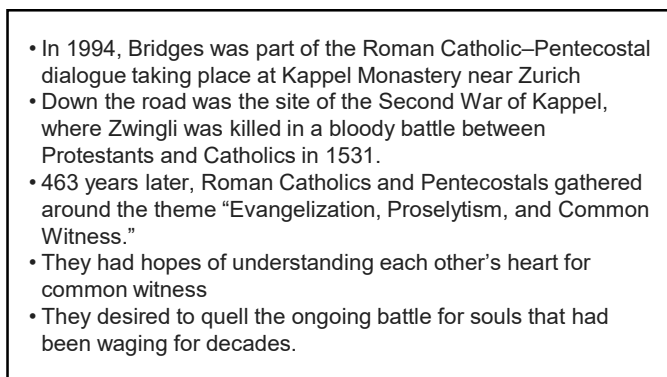 • In 1994, Bridges was part of the Roman Catholic–Pentecostal
dialogue taking place at Kappel Monastery near Zurich
• Down the road was the site of the Second War of Kappel,
where Zwingli was killed in a bloody battle between
Protestants and Catholics in 1531.
• 463 years later, Roman Catholics and Pentecostals gathered
around the theme “Evangelization, Proselytism, and Common
Witness.”
• They had hopes of understanding each other’s heart for
common witness
• They desired to quell the ongoing battle for souls that had
been waging for decades.